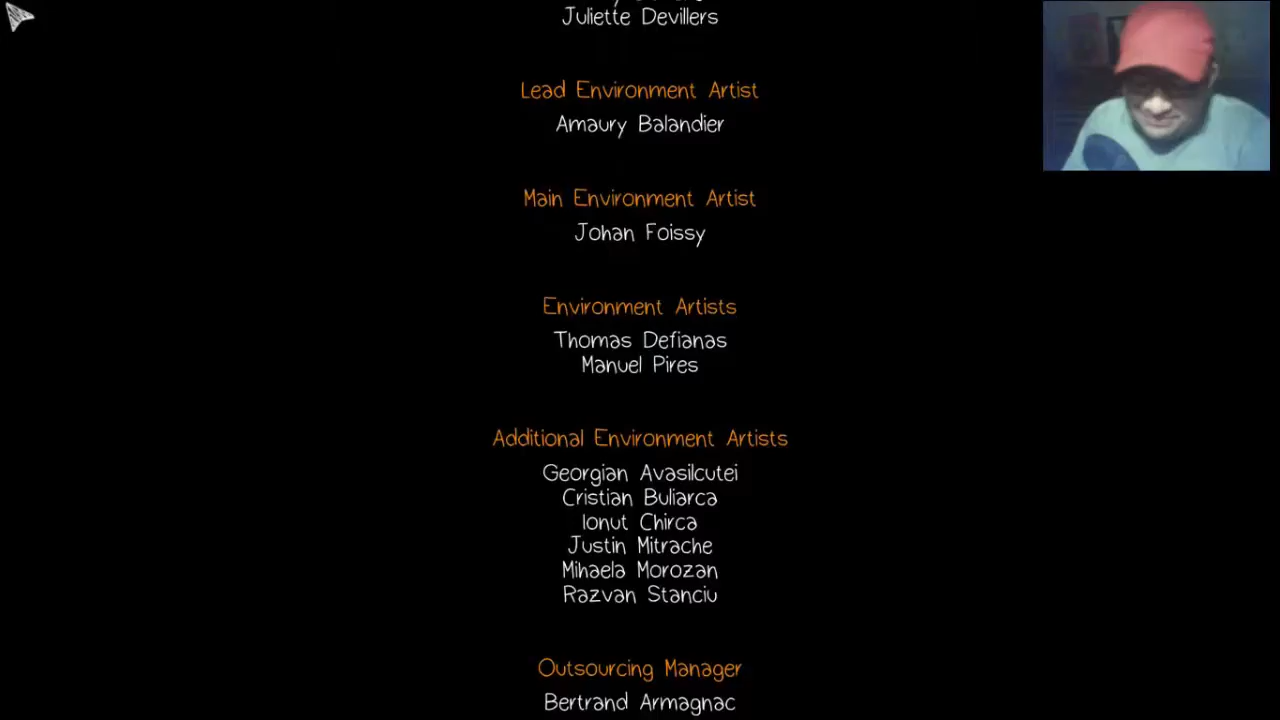 Juliette Devillers
Lead Environment Artist
Amaury Balandier
Main Environment Artist
Johan Foissy
Environment Artists
Thomas Defianas
Manuel Pires
Additional Environment Artists
Georgian Avasilcutei
Cristian Buliarca
Ionut Chirca
Justin Mitrache
Mihaela Morozan
Razvan Stanciu
Outsourcing Manager
Bertrand Armagnac